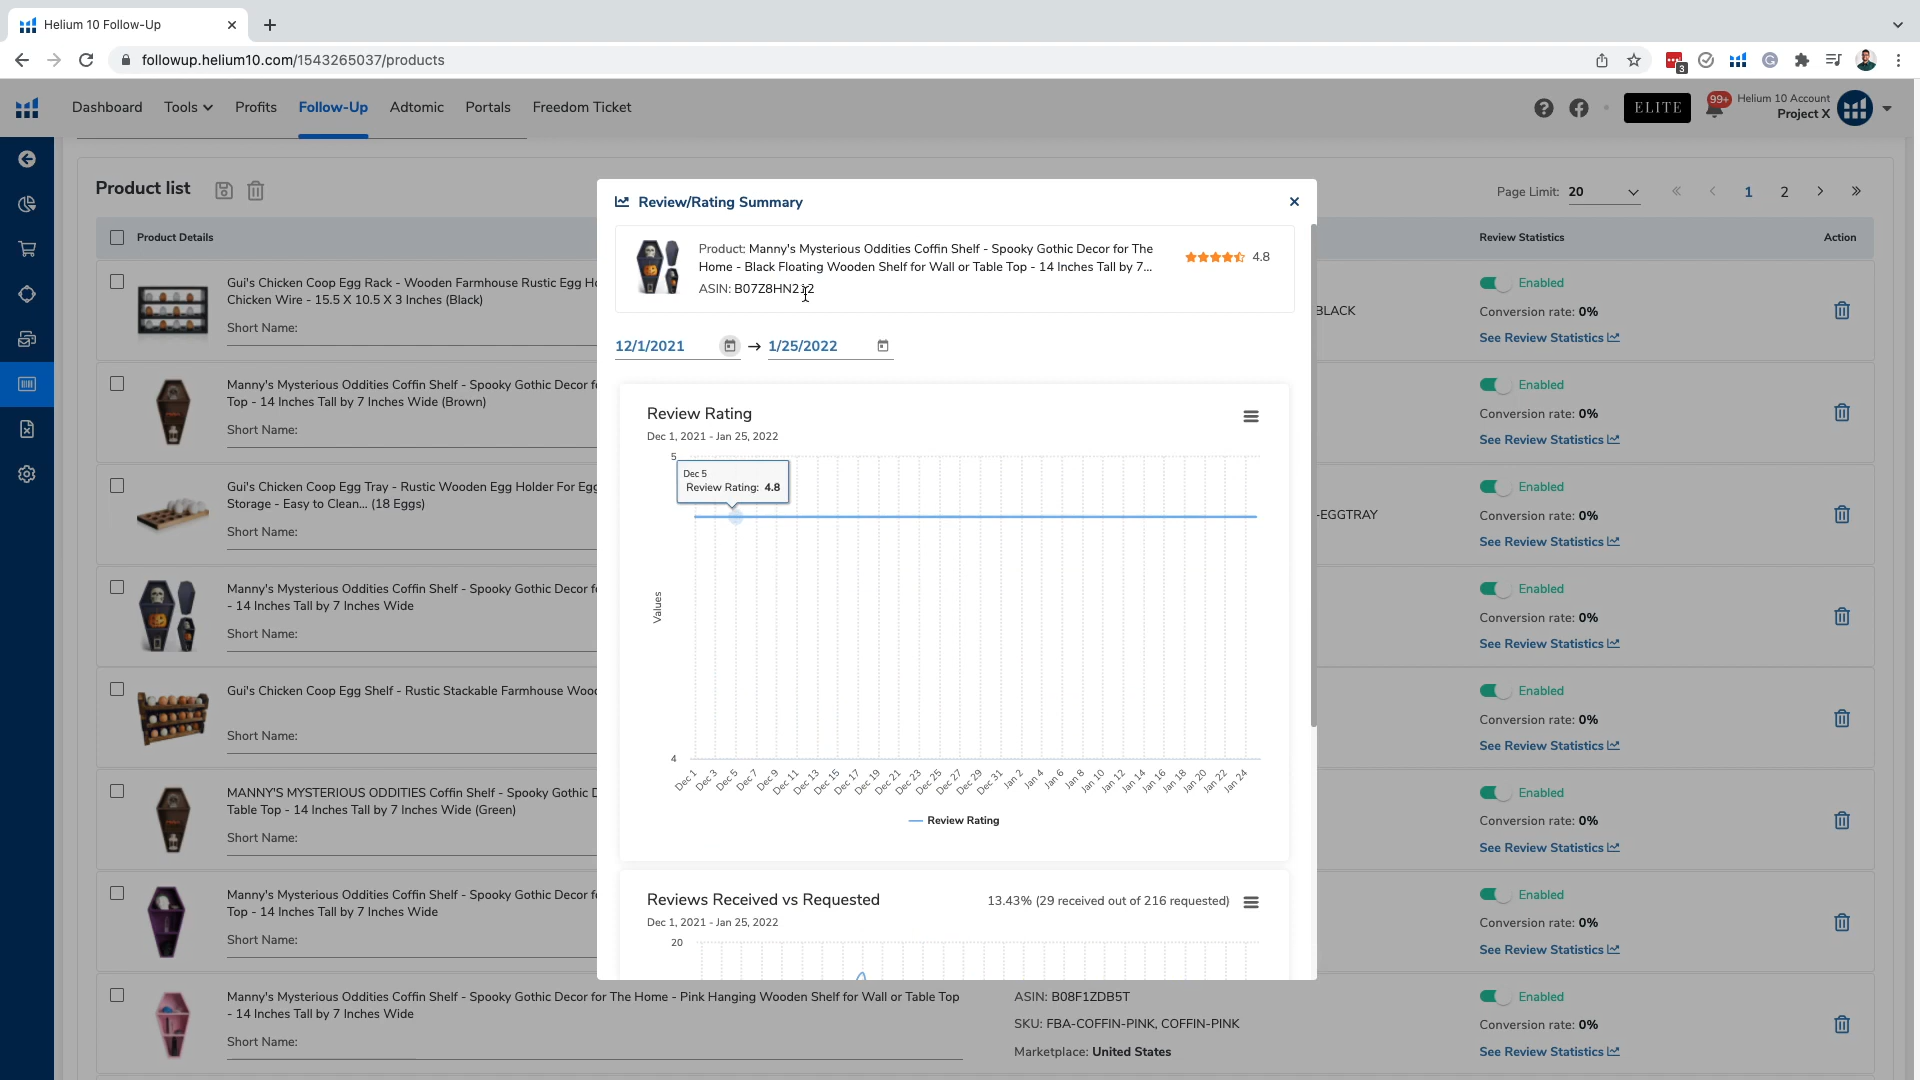 Helium 10 Follow-Up
followup.helium10.com/1543265037/products
3
Dashboard Tools Profits Follow-Up Adtomic Portals Freedom Ticket
ELITE 99+ Helium 10 Account
Project X
Product list
Page Limit: 20 1 2
Product Details Review Statistics Action
Review/Rating Summary
Product: Manny's Mysterious Oddities Coffin Shelf - Spooky Gothic Decor for The
Home - Black Floating Wooden Shelf for Wall or Table Top - 14 Inches Tall by 7...
4.8
ASIN: B07Z8HN212
12/1/2021 → 1/25/2022
Review Rating
Dec 1, 2021 - Jan 25, 2022
5
Dec 5
Review Rating: 4.8
Values
4
Dec 1 Dec 3 Dec 5 Dec 7 Dec 9 Dec 11 Dec 13 Dec 15 Dec 17 Dec 19 Dec 21 Dec 23 Dec 25 Dec 27 Dec 29 Dec 31 Jan 2 Jan 4 Jan 6 Jan 8 Jan 10 Jan 12 Jan 14 Jan 16 Jan 18 Jan 20 Jan 22 Jan 24
Review Rating
Reviews Received vs Requested 13.43% (29 received out of 216 requested)
Dec 1, 2021 - Jan 25, 2022
20
Gui's Chicken Coop Egg Rack - Wooden Farmhouse Rustic Egg Ho
Chicken Wire - 15.5 X 10.5 X 3 Inches (Black)
Short Name:
BLACK
Enabled
Conversion rate: 0%
See Review Statistics
Manny's Mysterious Oddities Coffin Shelf - Spooky Gothic Decor fo
Top - 14 Inches Tall by 7 Inches Wide (Brown)
Short Name:
Enabled
Conversion rate: 0%
See Review Statistics
Gui's Chicken Coop Egg Tray - Rustic Wooden Egg Holder For Egg
Storage - Easy to Clean... (18 Eggs)
Short Name:
-EGGTRAY
Enabled
Conversion rate: 0%
See Review Statistics
Manny's Mysterious Oddities Coffin Shelf - Spooky Gothic Decor fo
- 14 Inches Tall by 7 Inches Wide
Short Name:
Enabled
Conversion rate: 0%
See Review Statistics
Gui's Chicken Coop Egg Shelf - Rustic Stackable Farmhouse Wood
Short Name:
Enabled
Conversion rate: 0%
See Review Statistics
MANNY'S MYSTERIOUS ODDITIES Coffin Shelf - Spooky Gothic D
Table Top - 14 Inches Tall by 7 Inches Wide (Green)
Short Name:
Enabled
Conversion rate: 0%
See Review Statistics
Manny's Mysterious Oddities Coffin Shelf - Spooky Gothic Decor fo
Top - 14 Inches Tall by 7 Inches Wide
Short Name:
Enabled
Conversion rate: 0%
See Review Statistics
Manny's Mysterious Oddities Coffin Shelf - Spooky Gothic Decor for The Home - Pink Hanging Wooden Shelf for Wall or Table Top
- 14 Inches Tall by 7 Inches Wide
Short Name:
ASIN: B08F1ZDB5T
SKU: FBA-COFFIN-PINK, COFFIN-PINK
Marketplace: United States
Enabled
Conversion rate: 0%
See Review Statistics